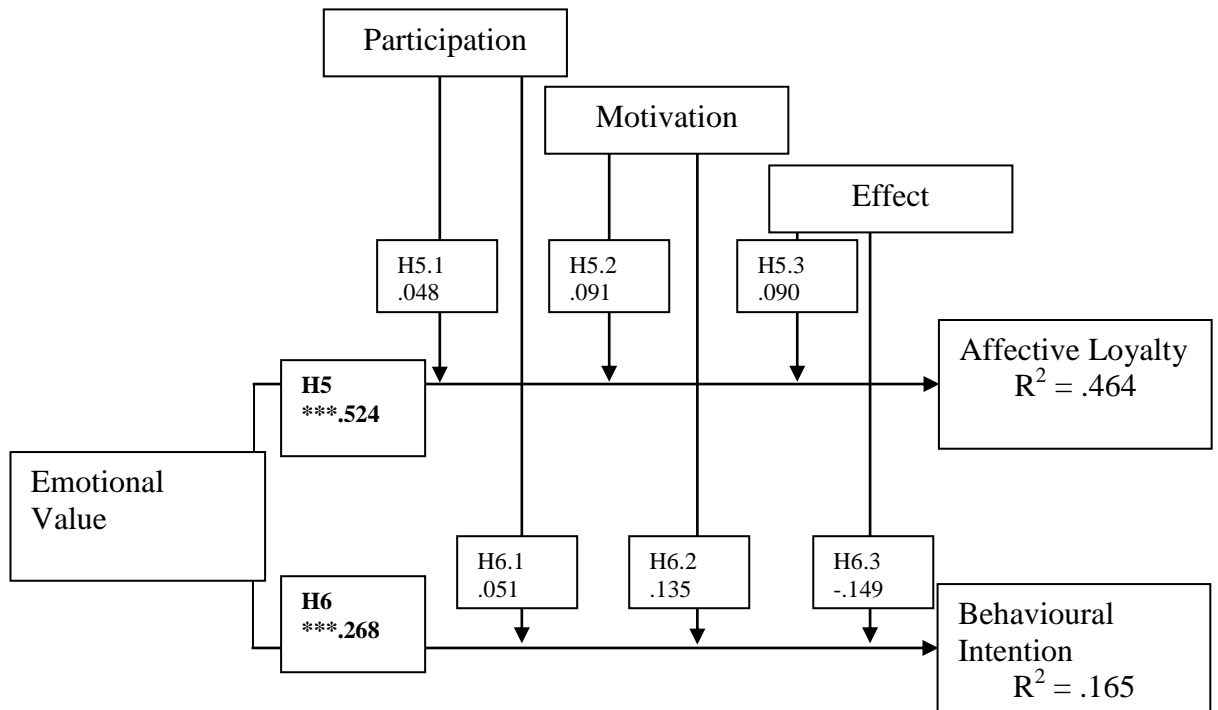 Participation
Motivation
Effect
H5.1
.048
H5.2
.091
H5.3
.090
H5
***.524
Affective Loyalty
R² = .464
Emotional
Value
H6.1
.051
H6.2
.135
H6.3
-.149
H6
***.268
Behavioural
Intention
R² = .165